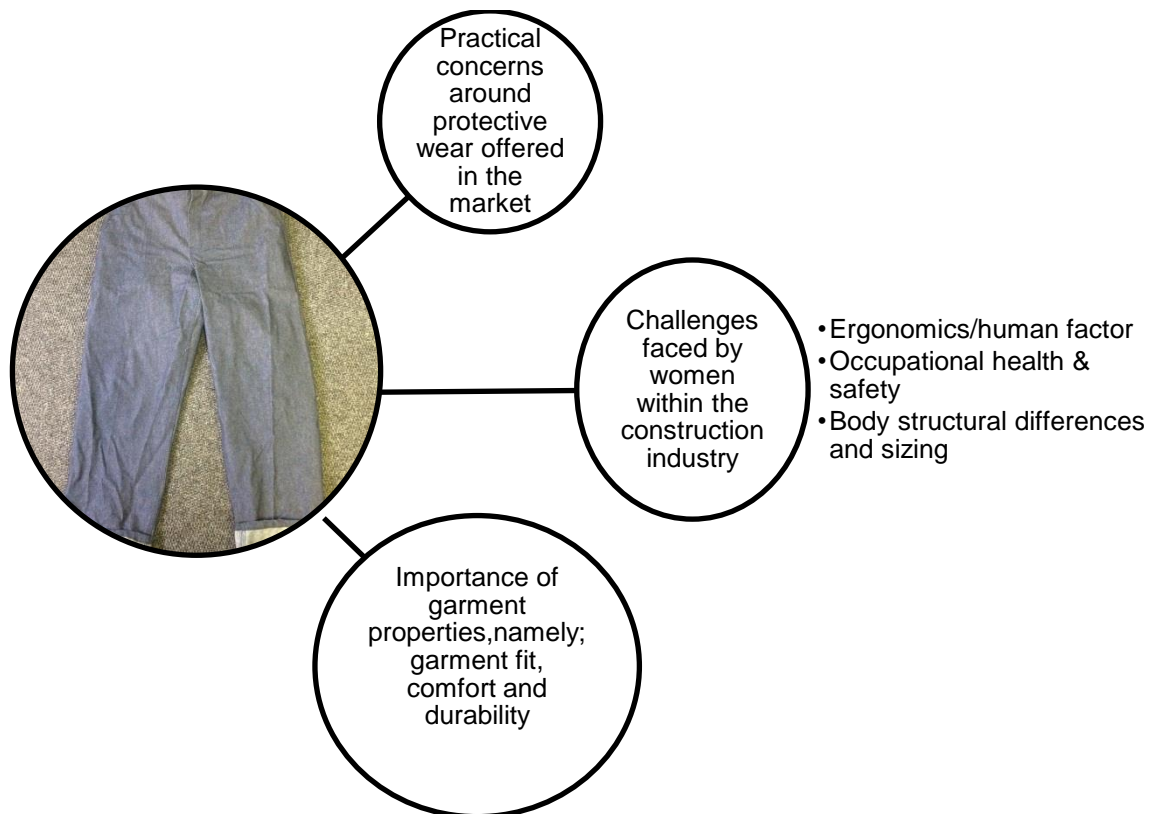 Practical
concerns
around
protective
wear offered
in the
market
Challenges
faced by
women
within the
construction
industry
•Ergonomics/human factor
•Occupational health &
safety
•Body structural differences
and sizing
Importance of
garment
properties,namely;
garment fit,
comfort and
durability